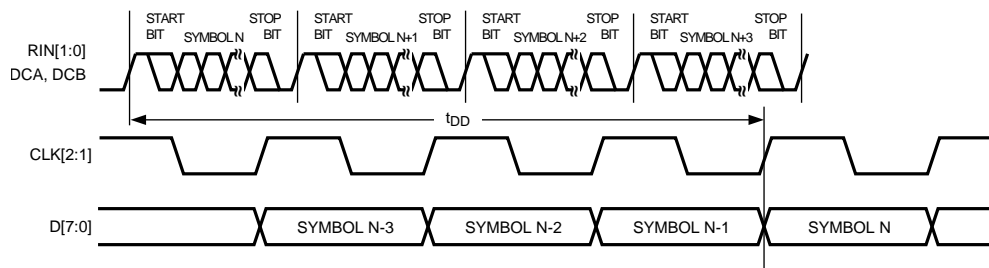 START BIT SYMBOL N STOP BIT START BIT SYMBOL N+1 STOP BIT START BIT SYMBOL N+2 STOP BIT START BIT SYMBOL N+3 STOP BIT
RIN[1:0]
DCA, DCB
tDD
CLK[2:1]
D[7:0] SYMBOL N-3 SYMBOL N-2 SYMBOL N-1 SYMBOL N